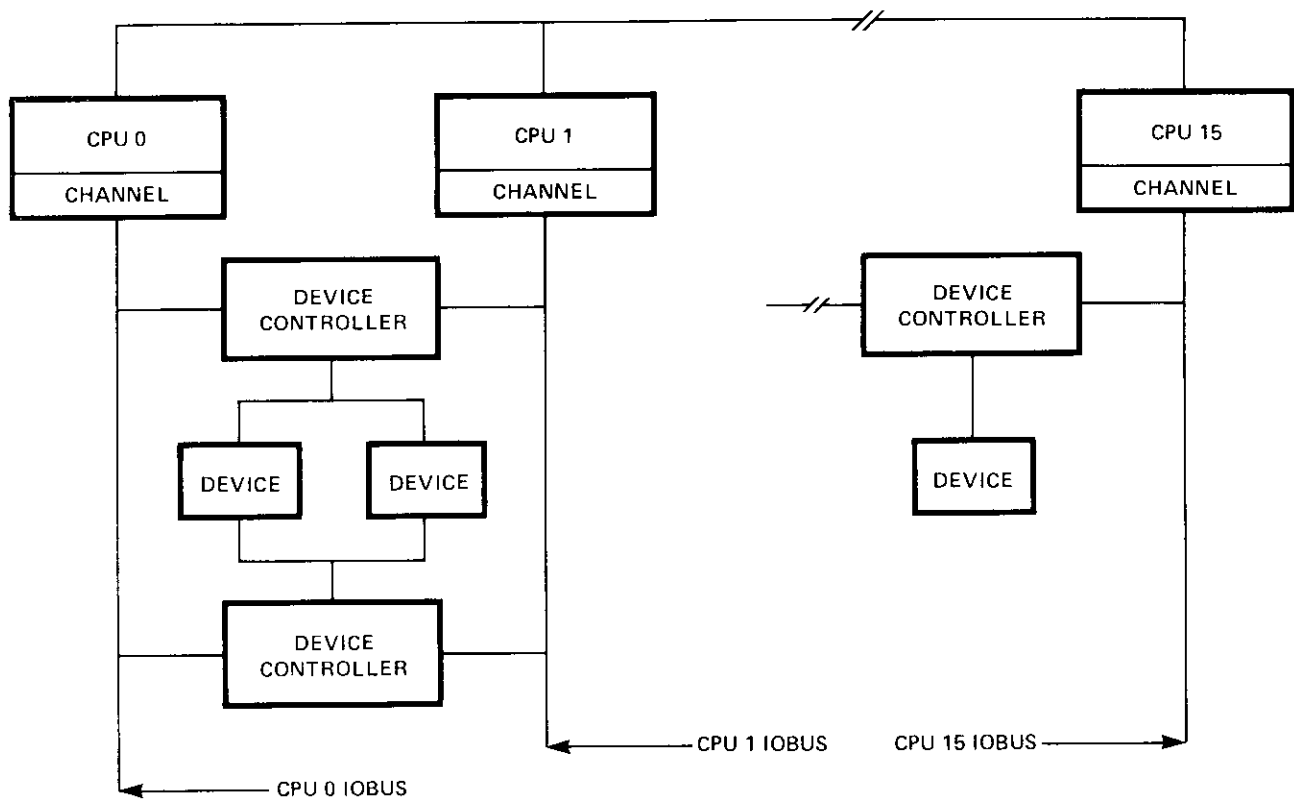 CPU 0
CHANNEL
CPU 1
CHANNEL
CPU 15
CHANNEL
DEVICE
CONTROLLER
DEVICE
CONTROLLER
DEVICE
DEVICE
DEVICE
DEVICE
CONTROLLER
CPU 1 IOBUS
CPU 15 IOBUS
CPU 0 IOBUS